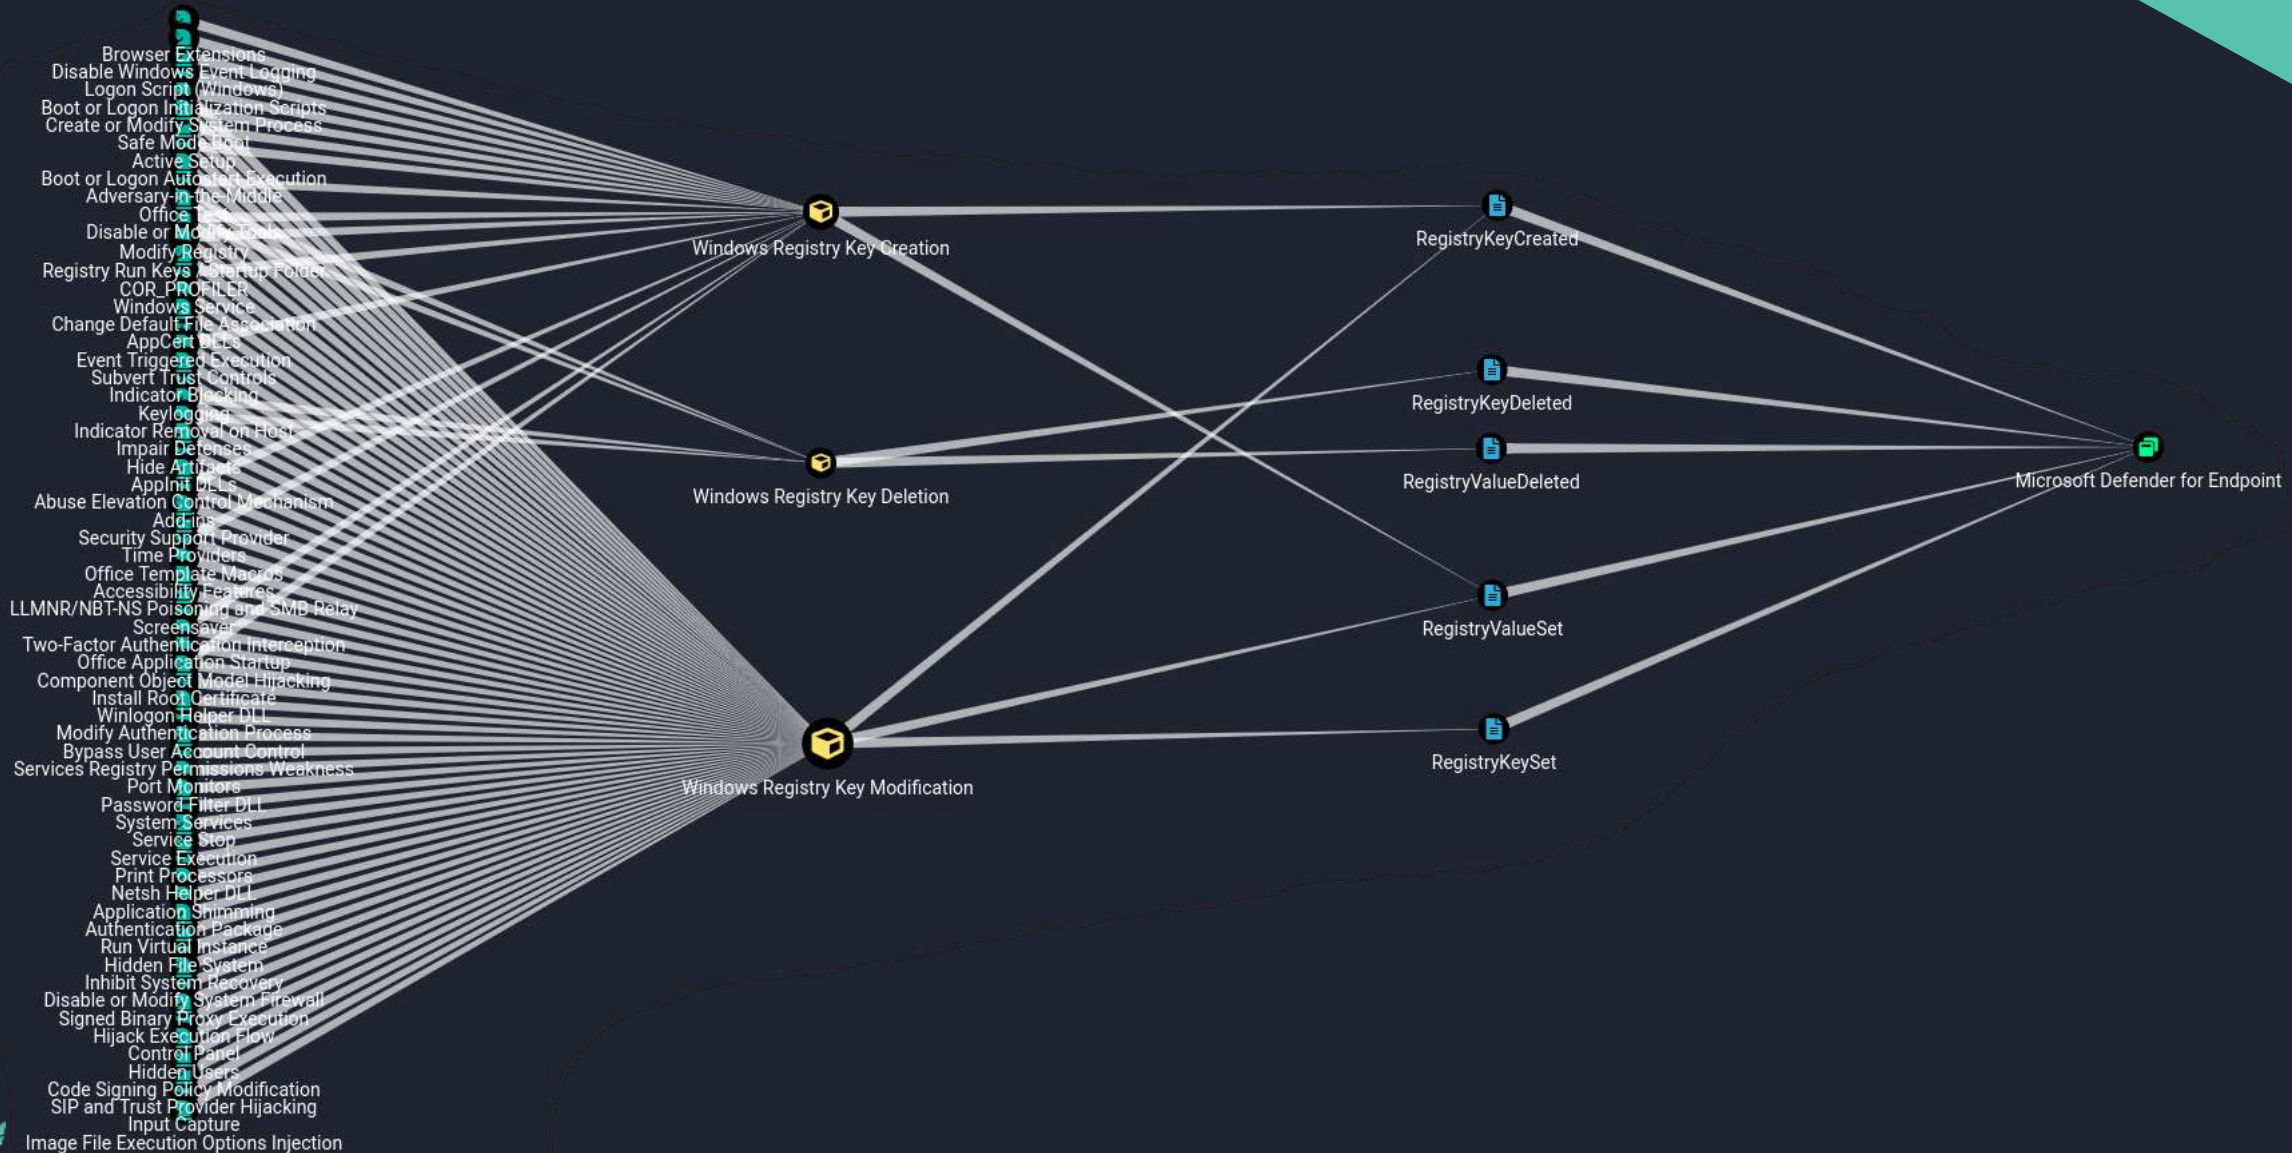 Browser Extensions
Disable Windows Event Logging
Logon Script (Windows)
Boot or Logon Initialization Scripts
Create or Modify System Process
Safe Mode Boot
Active Setup
Boot or Logon Autostart Execution
Adversary-in-the-Middle
Office Test
Disable or Modify Tools
Modify Registry
Registry Run Keys / Startup Folder
COR_PROFILER
Windows Service
Change Default File Association
AppCert DLLs
Event Triggered Execution
Subvert Trust Controls
Indicator Blocking
Keylogging
Indicator Removal on Host
Impair Defenses
Hide Artifacts
AppInit DLLs
Abuse Elevation Control Mechanism
Add-ins
Security Support Provider
Time Providers
Office Template Macros
Accessibility Features
LLMNR/NBT-NS Poisoning and SMB Relay
Screensaver
Two-Factor Authentication Interception
Office Application Startup
Component Object Model Hijacking
Install Root Certificate
Winlogon Helper DLL
Modify Authentication Process
Bypass User Account Control
Services Registry Permissions Weakness
Port Monitors
Password Filter DLL
System Services
Service Stop
Service Execution
Print Processors
Netsh Helper DLL
Application Shimming
Authentication Package
Run Virtual Instance
Hidden File System
Inhibit System Recovery
Disable or Modify System Firewall
Signed Binary Proxy Execution
Hijack Execution Flow
Control Panel
Hidden Users
Code Signing Policy Modification
SIP and Trust Provider Hijacking
Input Capture
Image File Execution Options Injection
Windows Registry Key Creation
Windows Registry Key Deletion
Windows Registry Key Modification
RegistryKeyCreated
RegistryKeyDeleted
RegistryValueDeleted
RegistryValueSet
RegistryKeySet
Microsoft Defender for Endpoint